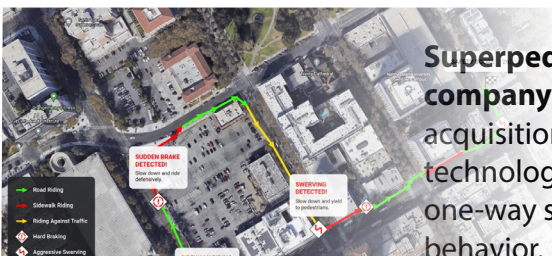 Superped
company
acquisition
technolog
one-way s
behavior.
SUDDEN BRAKE
DETECTED!
Slow down and ride
defensively.
SWERVING
DETECTED!
Slow down and yield
to pedestrians.
Road Riding
Sidewalk Riding
Riding Against Traffic
Hard Braking
Aggressive Swerving